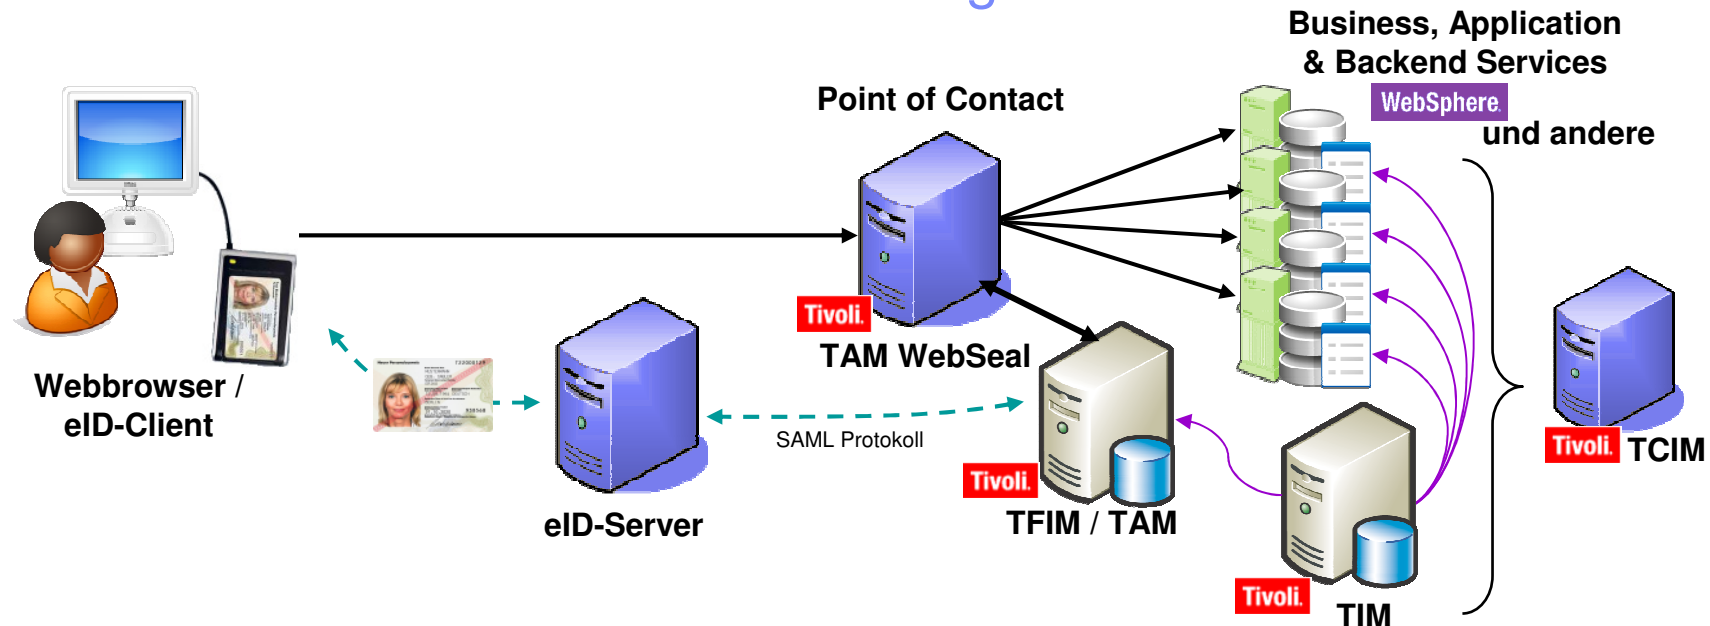 Business, Application
& Backend Services
WebSphere.
und andere
Point of Contact
Tivoli.
TAM WebSeal
Webbrowser /
eID-Client
SAML Protokoll
eID-Server
Tivoli.
TFIM / TAM
Tivoli.
TCIM
Tivoli.
TIM